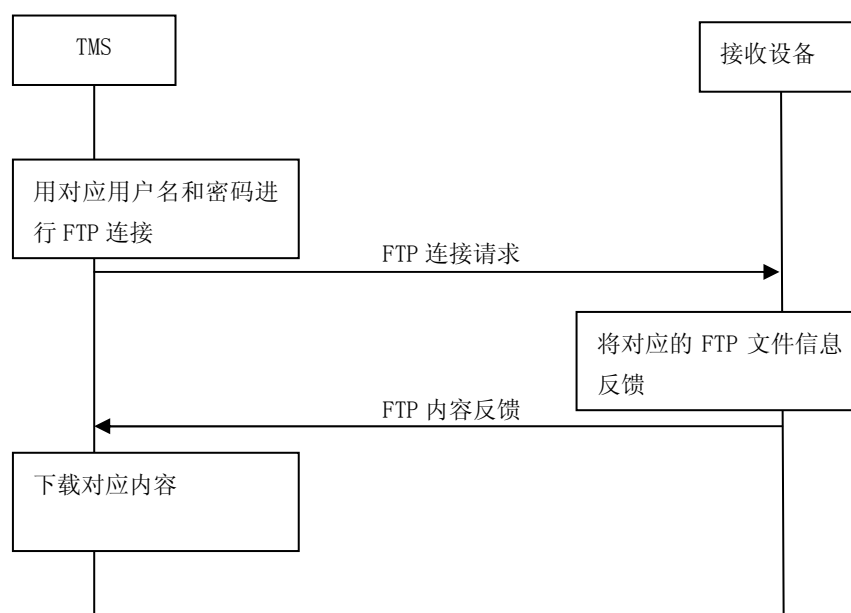 TMS
接收设备
用对应用户名和密码进
行 FTP 连接
FTP 连接请求
将对应的 FTP 文件信息
反馈
FTP 内容反馈
下载对应内容